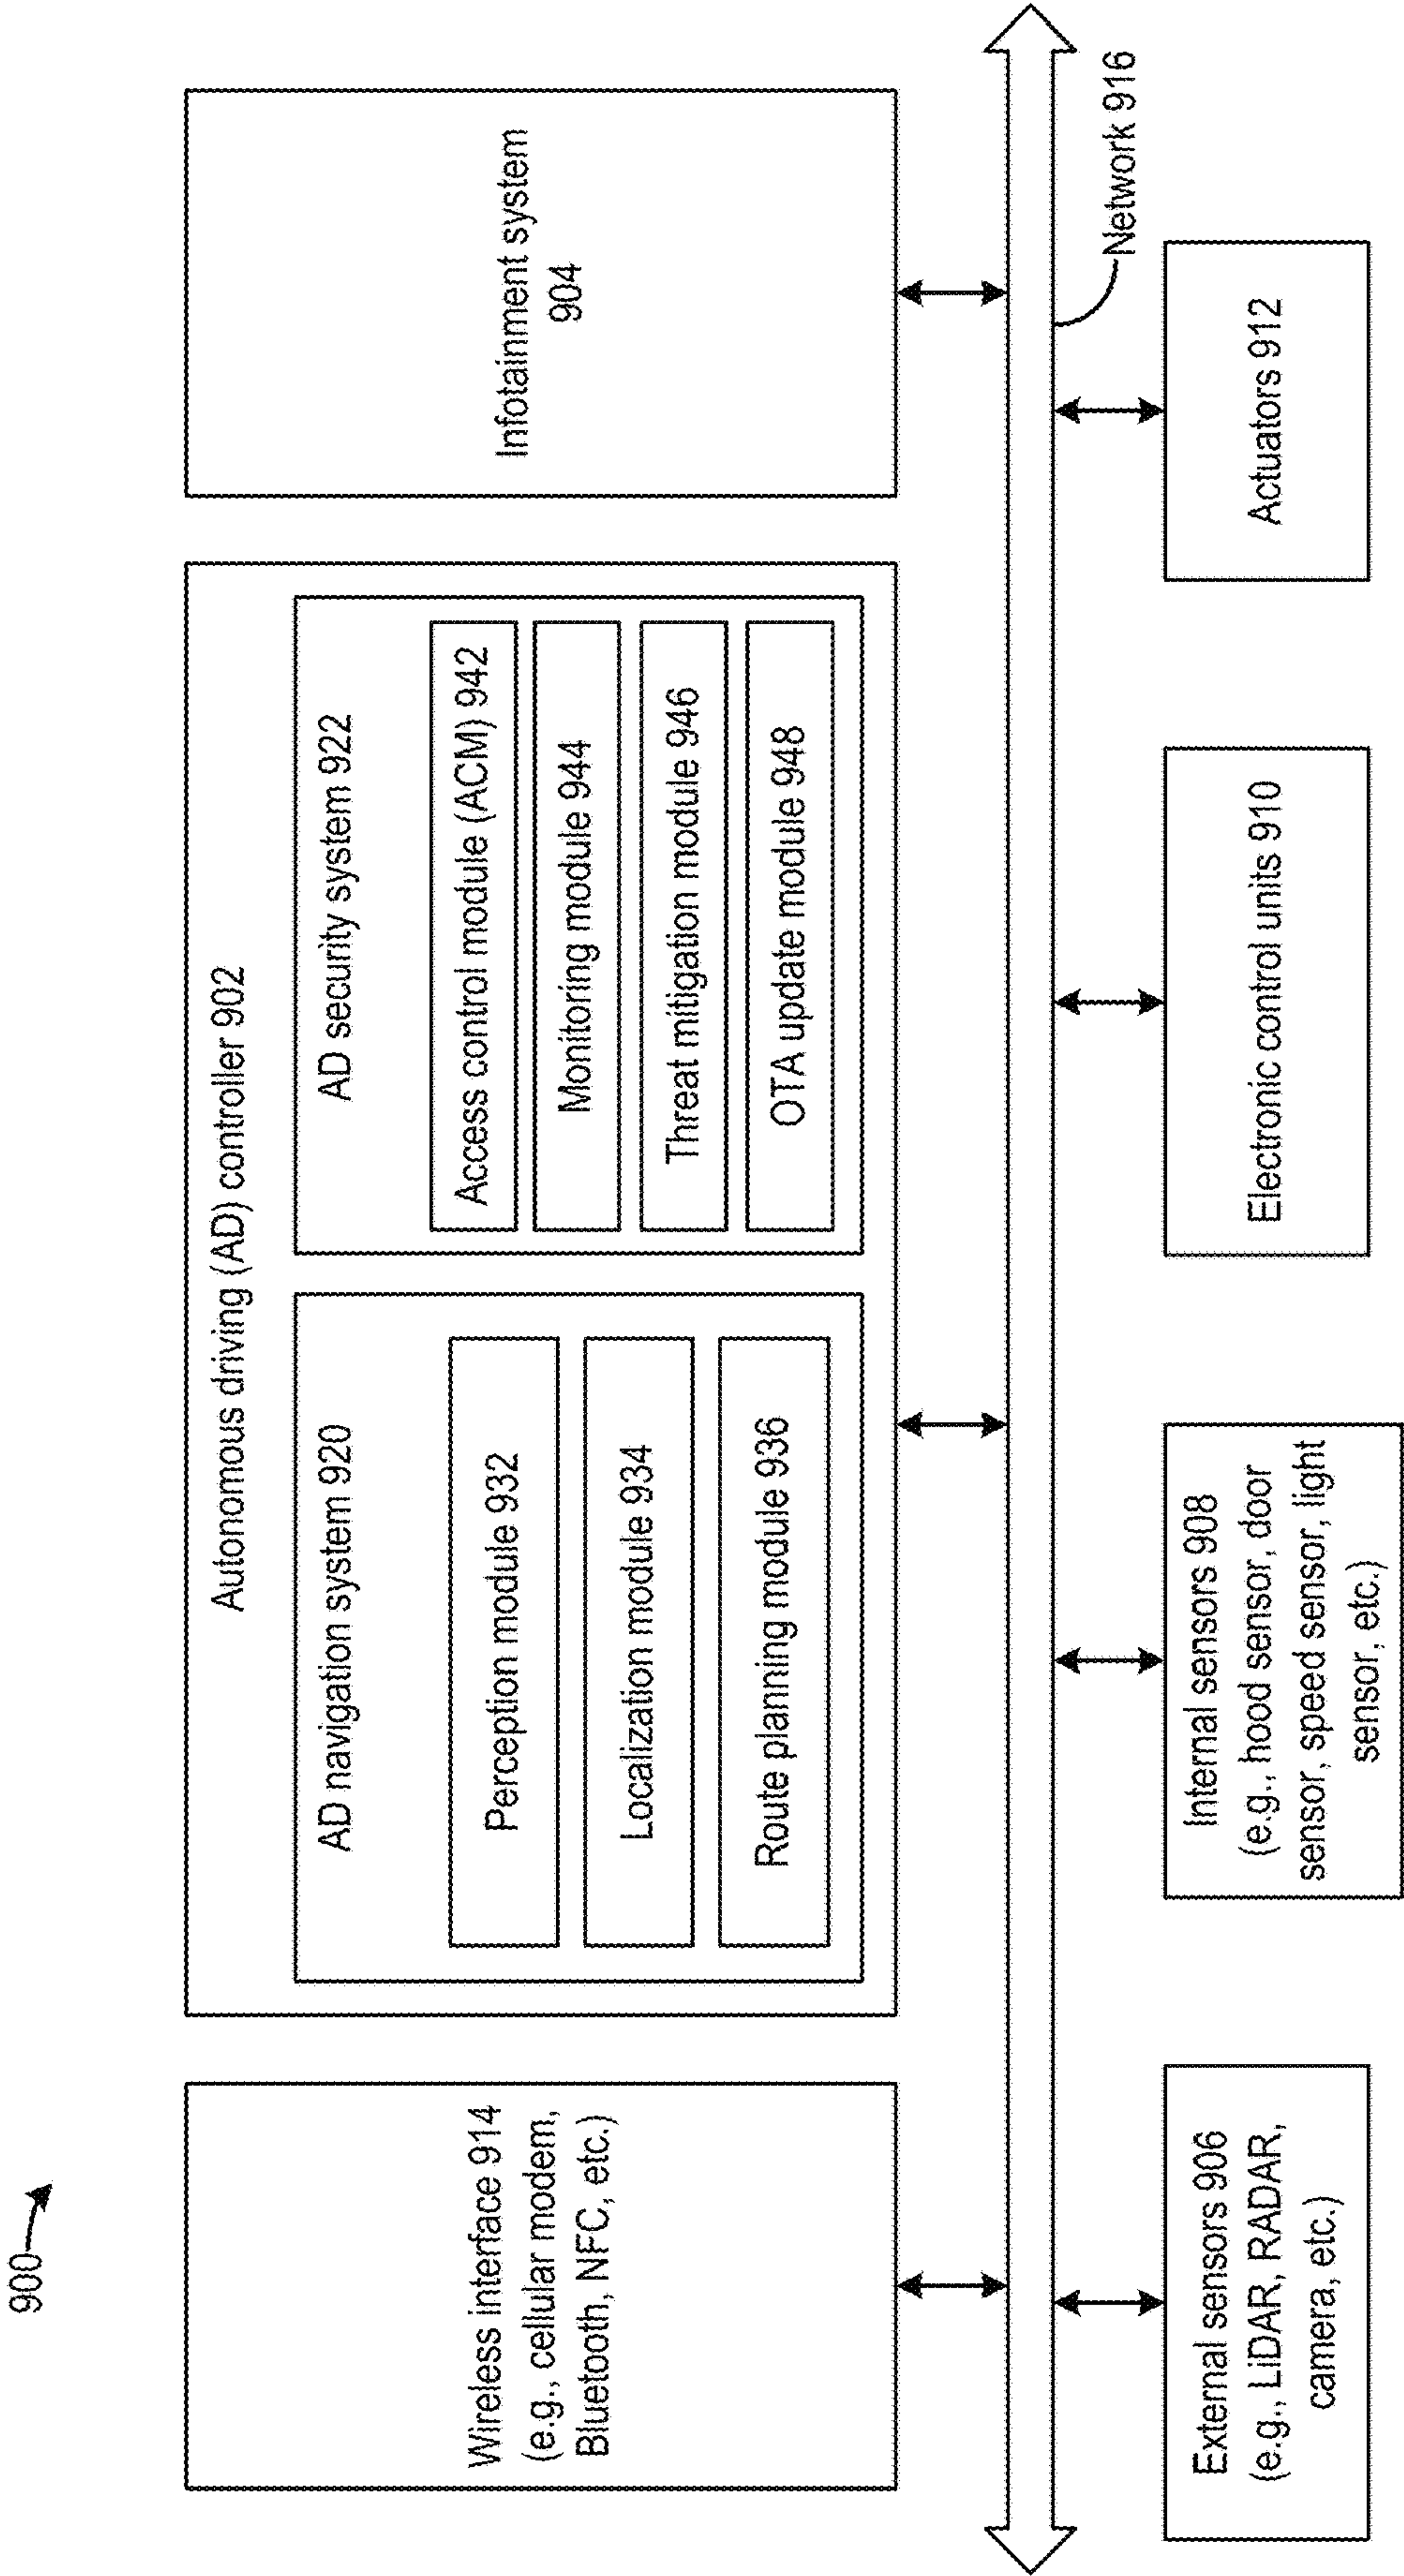 900
Wireless interface 914
(e.g., cellular modem,
Bluetooth, NFC, etc.)
Autonomous driving (AD) controller 902
AD navigation system 920
Perception module 932
Localization module 934
Route planning module 936
AD security system 922
Access control module (ACM) 942
Monitoring module 944
Threat mitigation module 946
OTA update module 948
Infotainment system
904
Network 916
External sensors 906
(e.g., LiDAR, RADAR,
camera, etc.)
Internal sensors 908
(e.g., hood sensor, door
sensor, speed sensor, light
sensor, etc.)
Electronic control units 910
Actuators 912